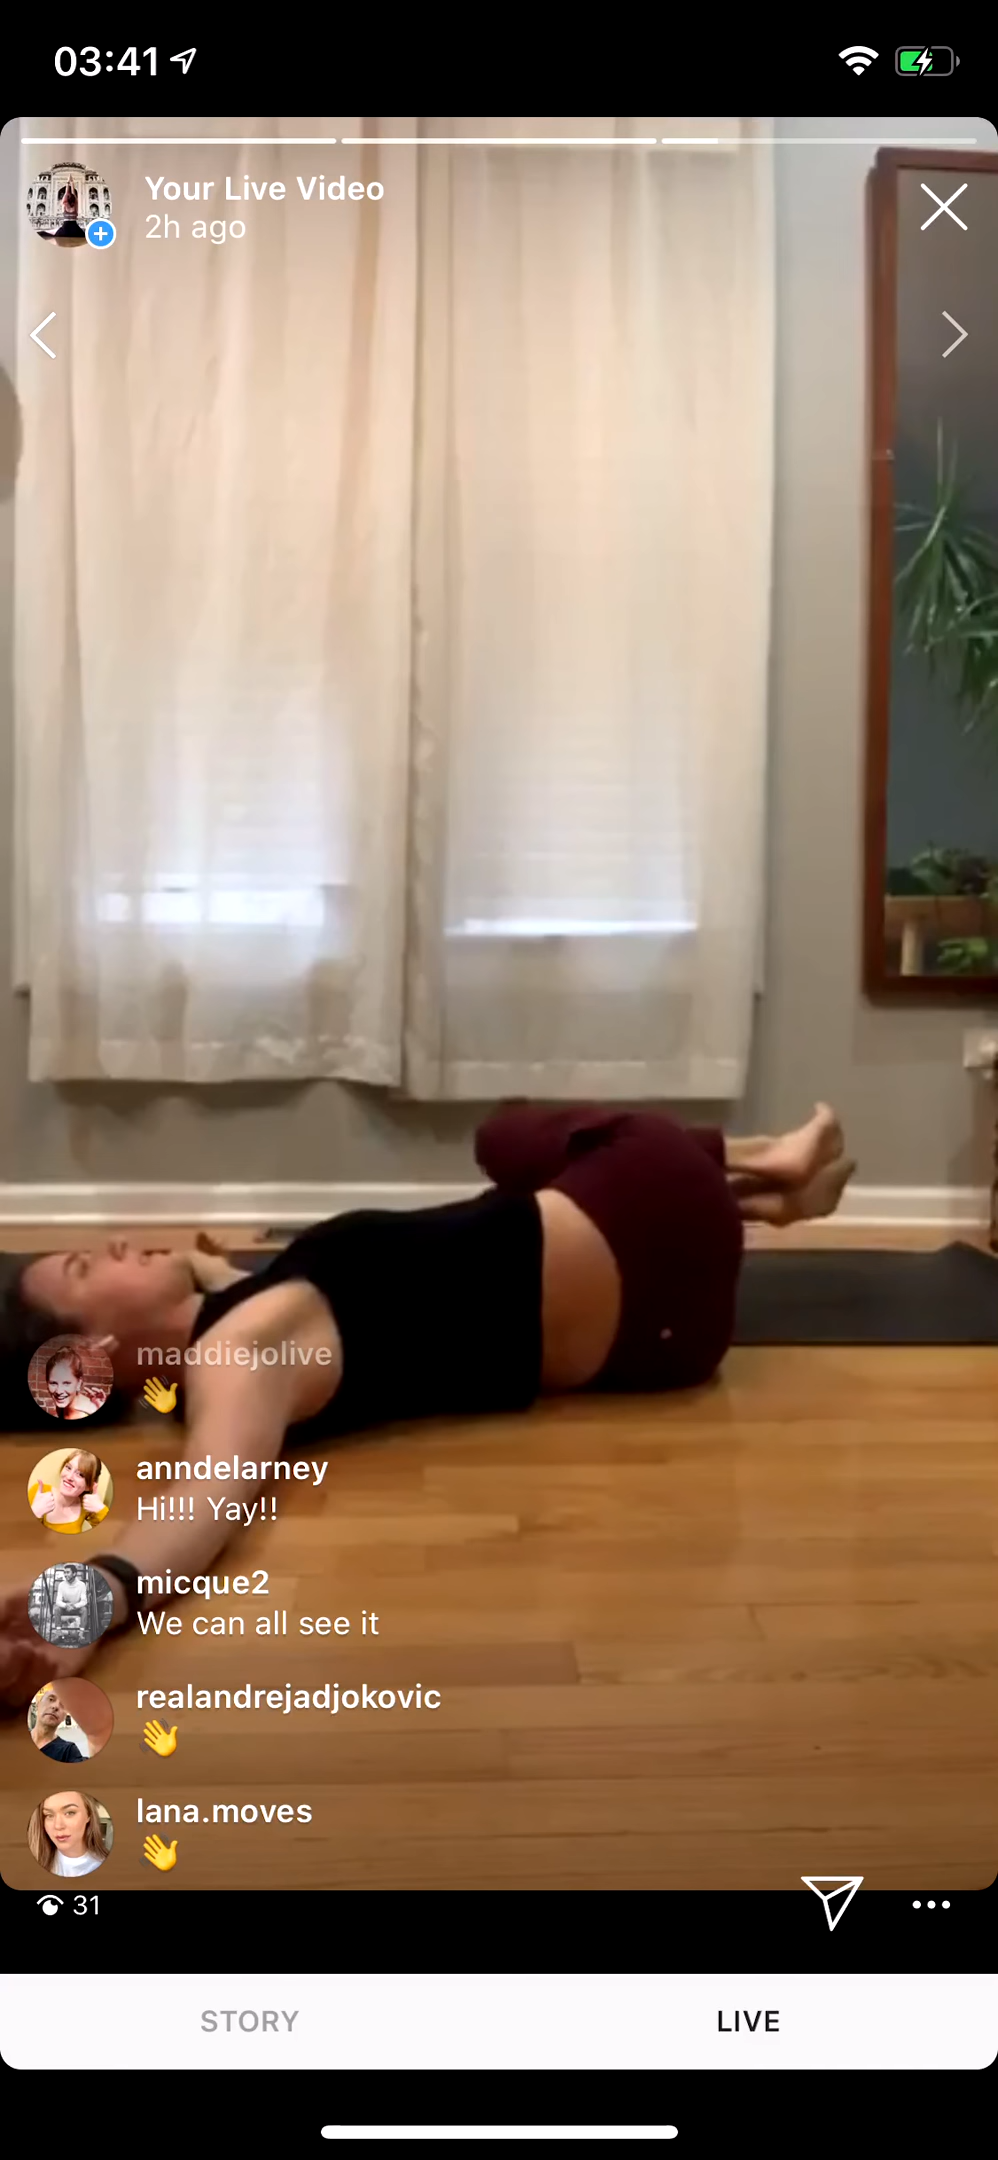 03:41
Your Live Video
2h ago
maddiejolive
👋
anndelarney
Hi!!! Yay!!
micque2
We can all see it
realandrejadjokovic
👋
lana.moves
👋
31
STORY
LIVE